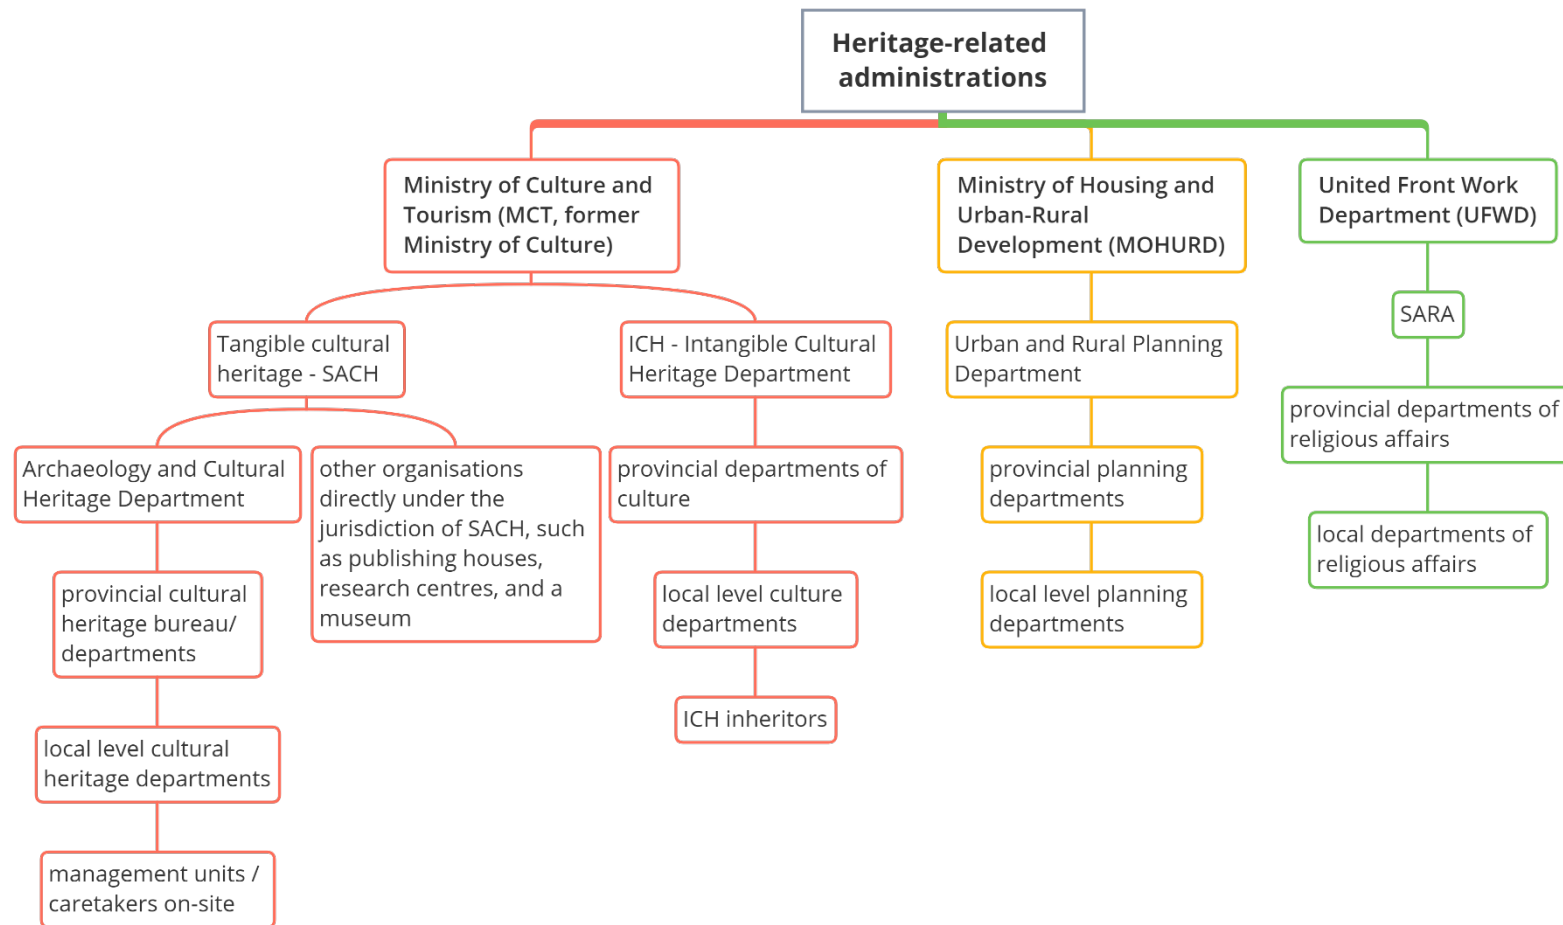 Heritage-related
administrations
Ministry of Culture and
Tourism (MCT, former
Ministry of Culture)
Ministry of Housing and
Urban-Rural
Development (MOHURD)
United Front Work
Department (UFWD)
SARA
Tangible cultural
heritage - SACH
ICH - Intangible Cultural
Heritage Department
Urban and Rural Planning
Department
provincial departments of
religious affairs
Archaeology and Cultural
Heritage Department
other organisations
directly under the
jurisdiction of SACH, such
as publishing houses,
research centres, and a
museum
provincial departments of
culture
provincial planning
departments
local departments of
religious affairs
provincial cultural
heritage bureau/
departments
local level culture
departments
local level planning
departments
ICH inheritors
local level cultural
heritage departments
management units /
caretakers on-site